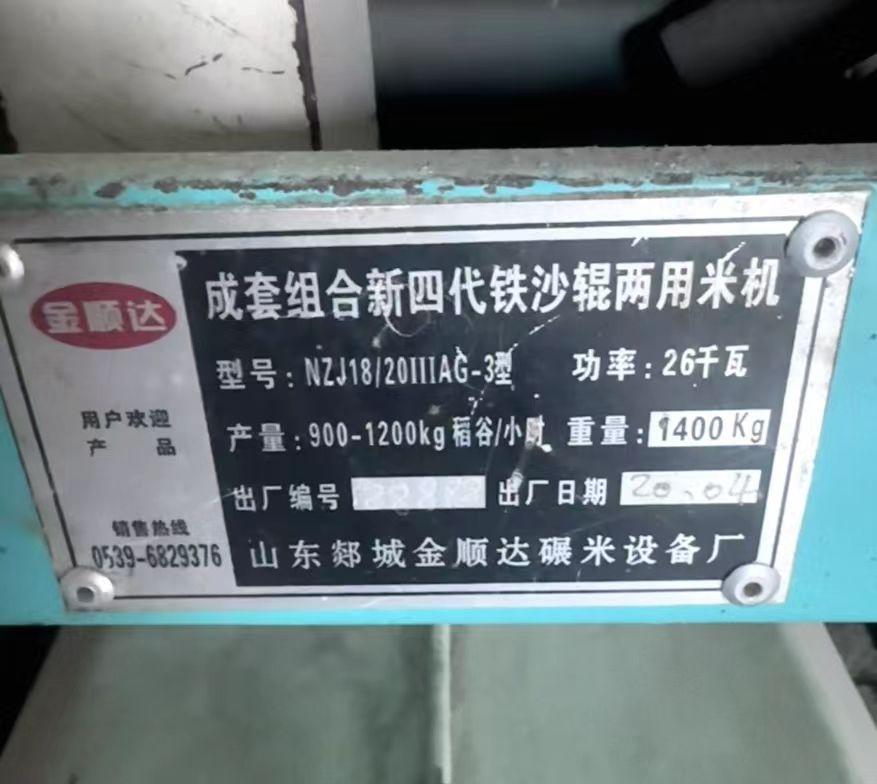 金顺达
用户欢迎
产品
销售热线
0539-6829376
成套组合新四代铁沙辊两用米机
型号：NZJ18/20IIIAG-3型 功率：26千瓦
产量：900-1200kg稻谷/小时 重量：1400Kg
出厂编号 出厂日期 20.04
山东郯城金顺达碾米设备厂